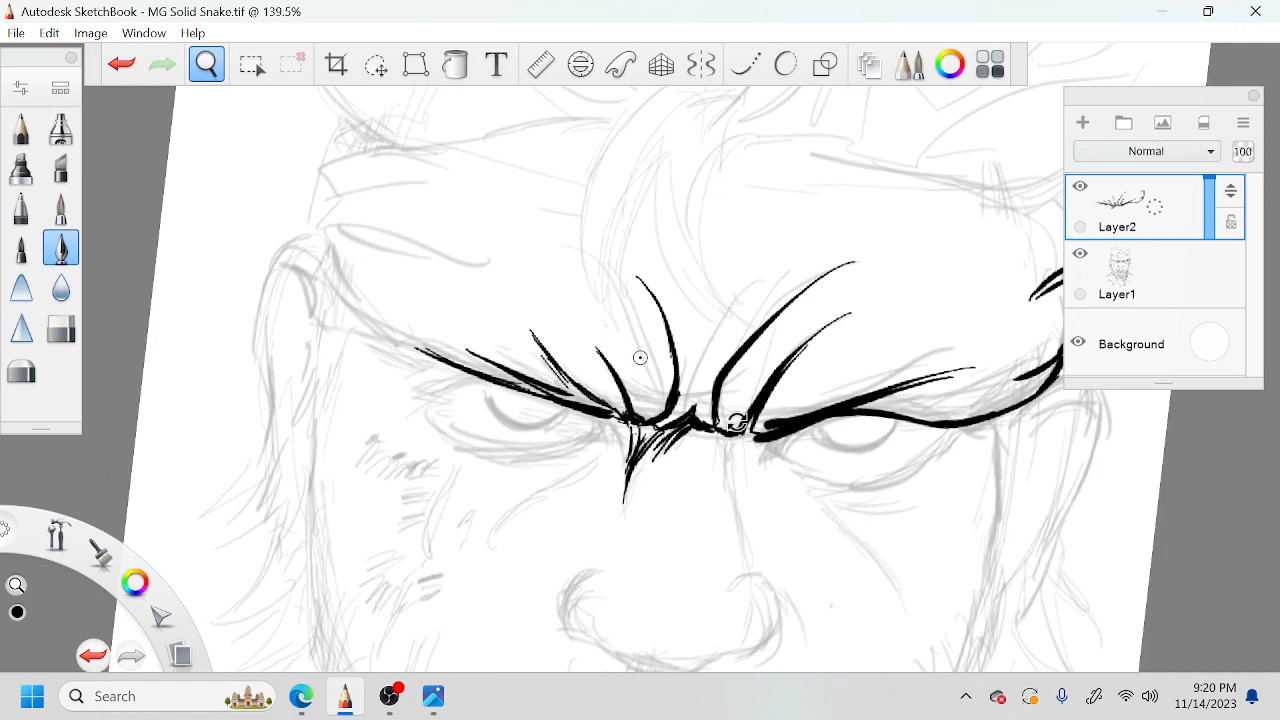 Autodesk SketchBook - MG Solid Snake.tif @ 139.5%
File Edit Image Window Help
T
Normal 100
Layer2
Layer1
Background
Search
9:20 PM
11/14/2023